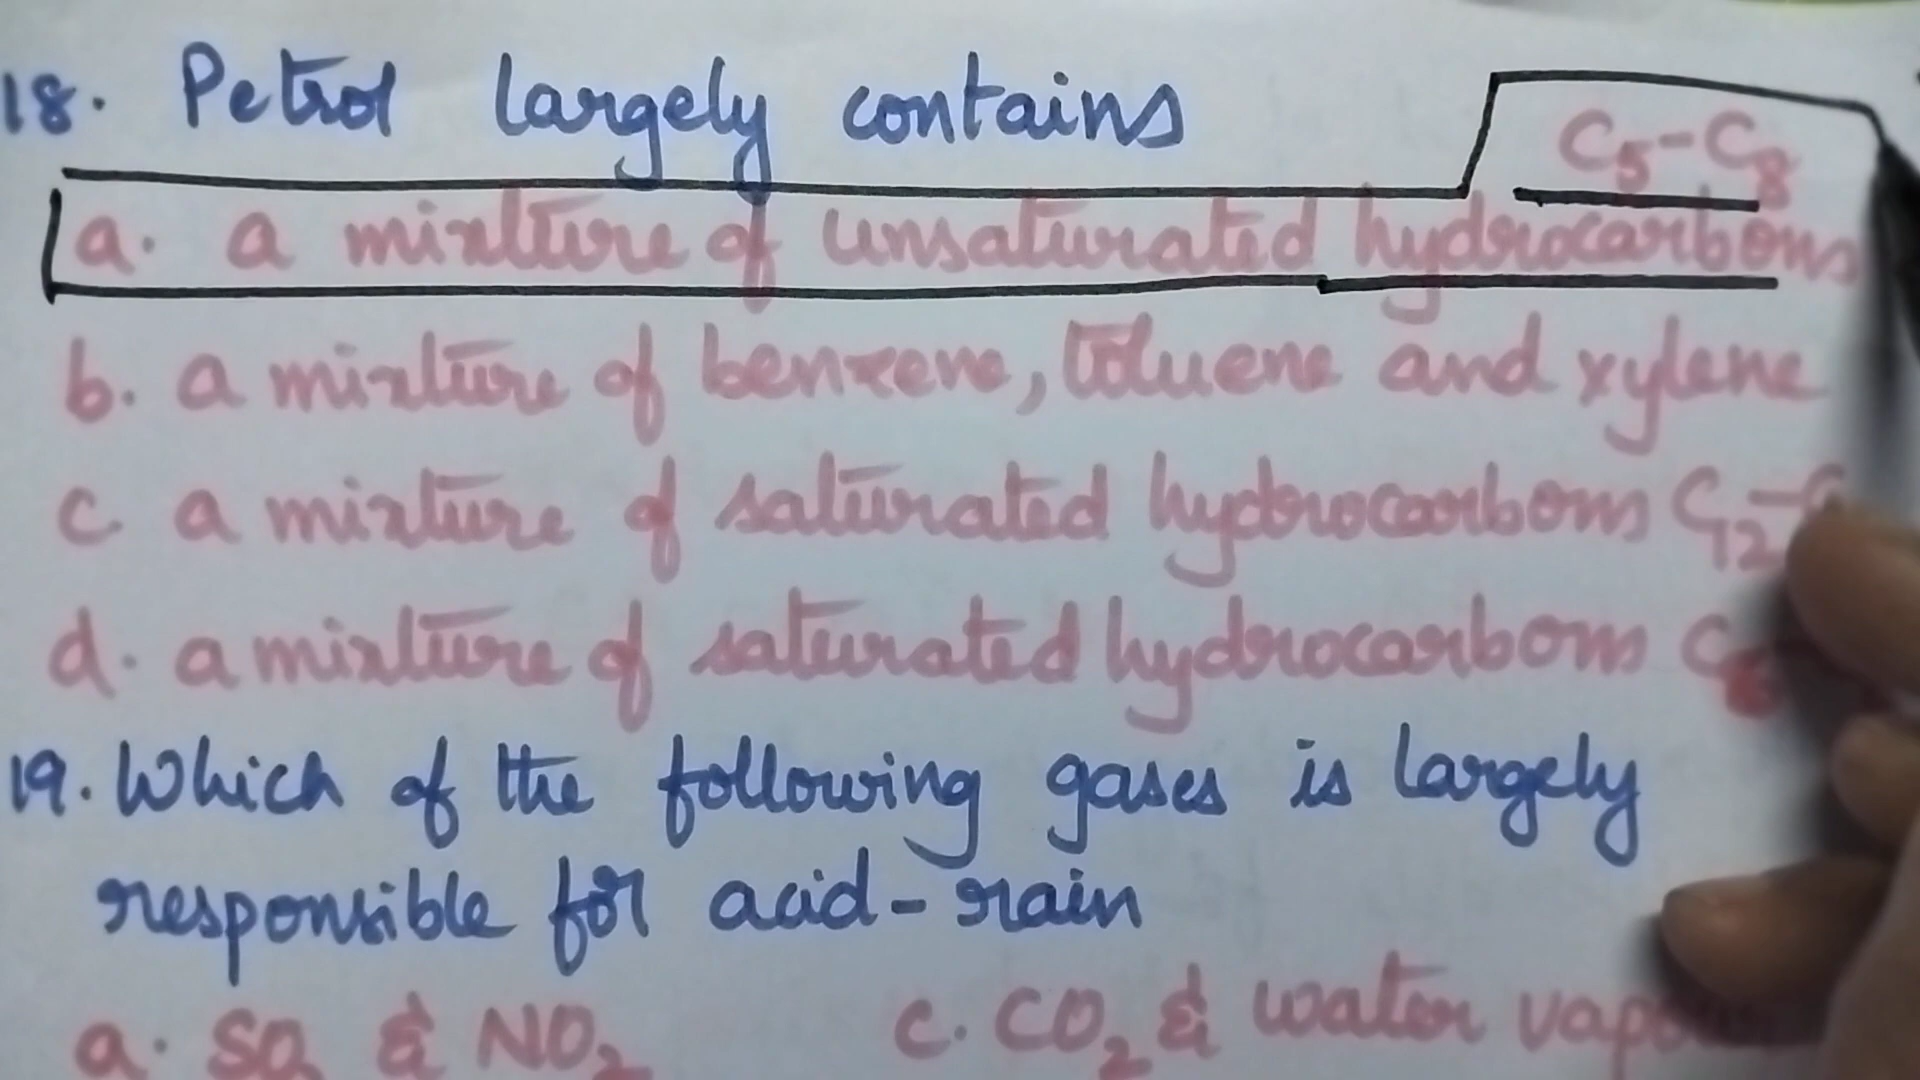 18. Petrol largely contains
C5-C8
a. a mixture of unsaturated hydrocarbons
b. a mixture of benzene, toluene and xylene
c. a mixture of saturated hydrocarbons C12-
d. a mixture of saturated hydrocarbons C6
19. Which of the following gases is largely
responsible for acid-rain
a. SO2 & NO2 c. CO2 & water